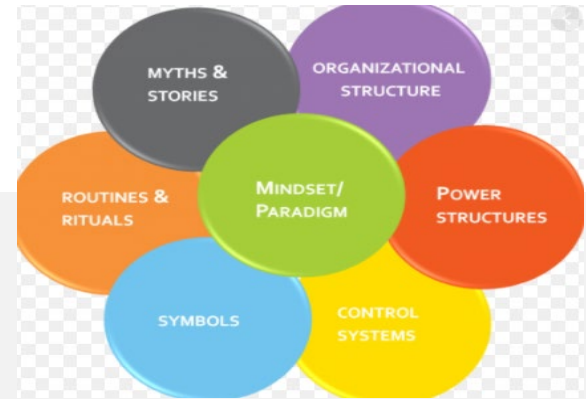 MYTHS &
STORIES
ORGANIZATIONAL
STRUCTURE
ROUTINES &
RITUALS
MINDSET/
PARADIGM
POWER
STRUCTURES
SYMBOLS
CONTROL
SYSTEMS